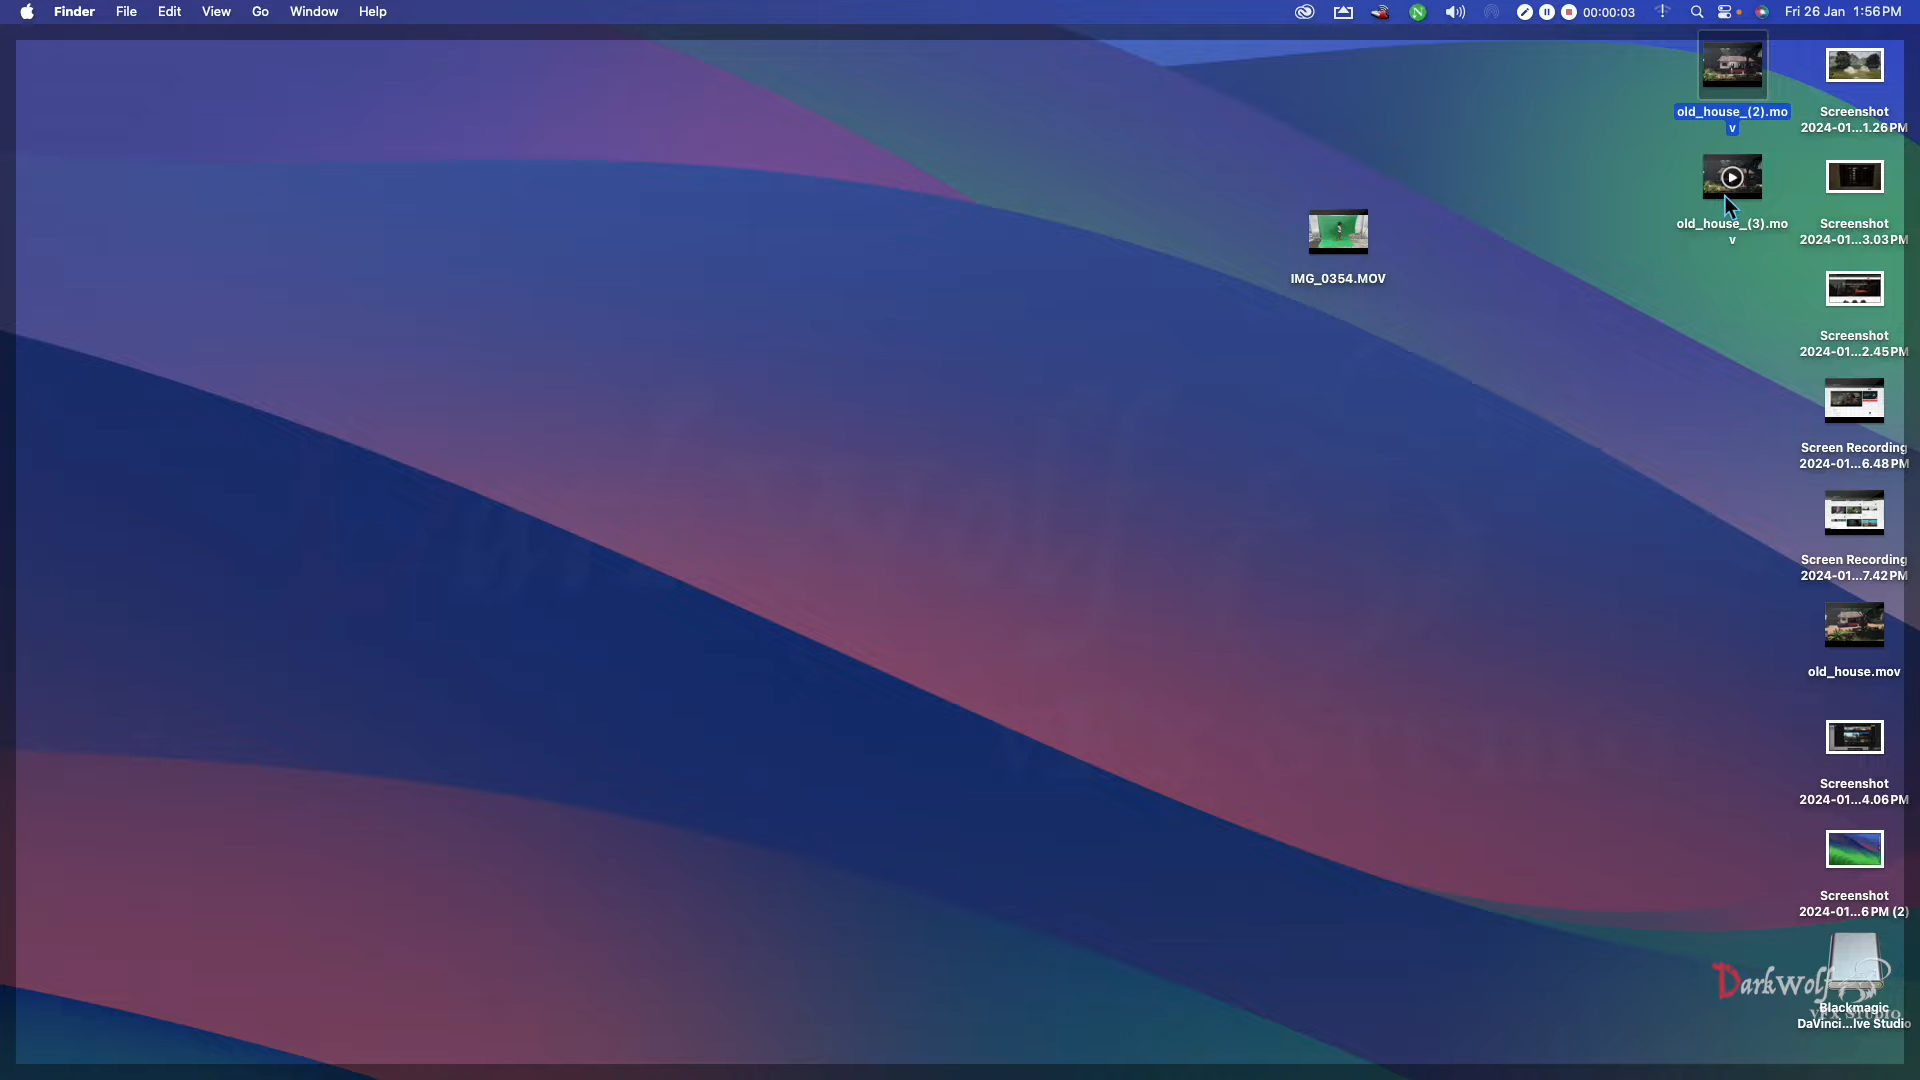 Finder File Edit View Go Window Help
N 00:00:03 Fri 26 Jan 1:56 PM
old_house_(2).mo
v
Screenshot
2024-01...1.26 PM
old_house_(3).mo
v
Screenshot
2024-01...3.03 PM
IMG_0354.MOV
Screenshot
2024-01...2.45 PM
Screen Recording
2024-01...6.48 PM
Screen Recording
2024-01...7.42 PM
old_house.mov
Screenshot
2024-01...4.06 PM
Screenshot
2024-01...6 PM (2)
DarkWolf
VFX STUDIO
Blackmagic
DaVinci...lve Studio